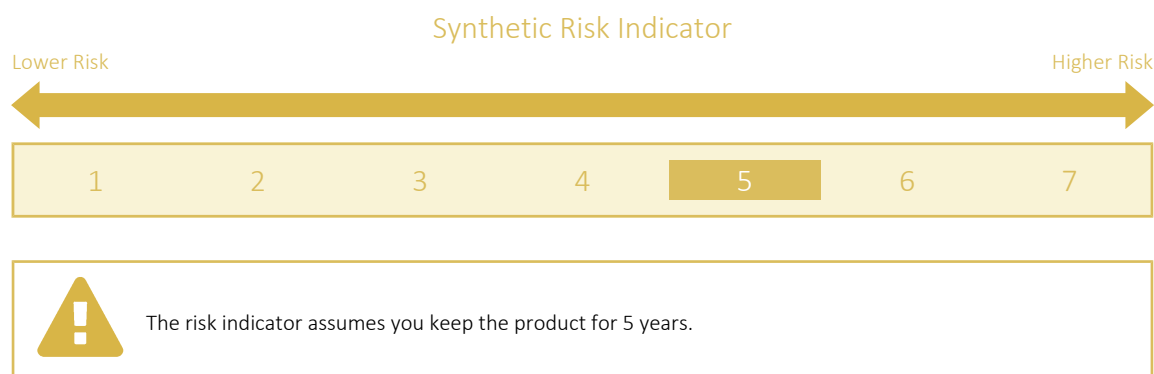 Synthetic Risk Indicator
Lower Risk Higher Risk
1 2 3 4 5 6 7
The risk indicator assumes you keep the product for 5 years.